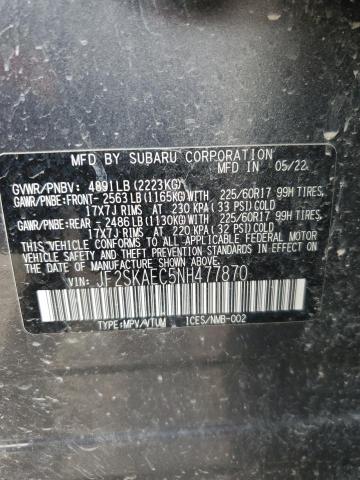 MFD BY SUBARU CORPORATION 05/22
GVWR/PNBV: 4891LB (2223KG)
GAWR/PNBE:FRONT- 2563LB(1165KG)WITH 225/60R17 99H TIRES,
17X7J RIMS AT 230 KPA (33 PSI) COLD
GAWR/PNBE:REAR - 2486LB(1130KG)WITH 225/60R17 99H TIRES,
17X7J RIMS AT 220 KPA (32 PSI) COLD
THIS VEHICLE CONFORMS TO ALL APPLICABLE FEDERAL MOTOR
VEHICLE SAFETY, BUMPER, AND THEFT PREVENTION STANDARDS
IN EFFECT ON THE DATE OF MANUFACTURE SHOWN ABOVE.
VIN: JF2SKAEC5NH477870
TYPE:MPV/VTUM ICES/NMB-002